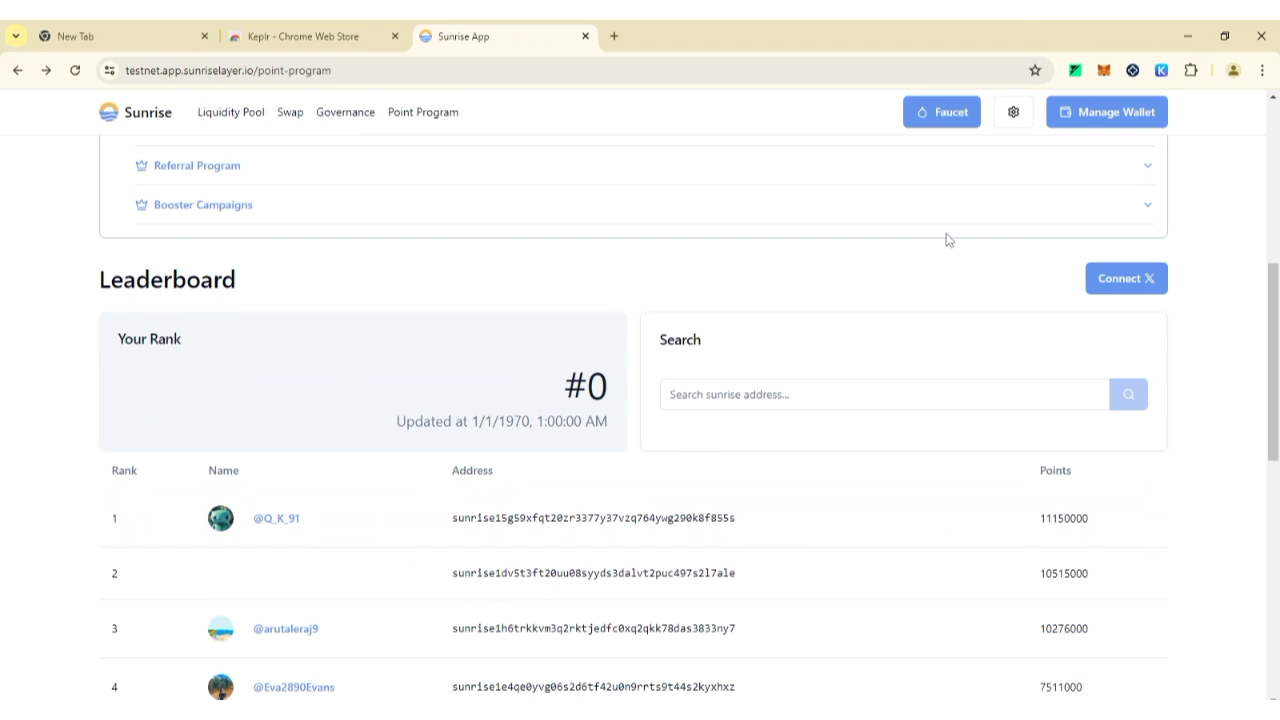 New Tab
Keplr - Chrome Web Store
Sunrise App
testnet.app.sunriselayer.io/point-program
Sunrise
Liquidity Pool
Swap
Governance
Point Program
Faucet
Manage Wallet
Referral Program
Booster Campaigns
Leaderboard
Connect X
Your Rank
#0
Updated at 1/1/1970, 1:00:00 AM
Search
Search sunrise address...
Rank Name Address Points
1 @Q_K_91 sunrise15g59xfqt20zr3377y37vzq764ywg290k8f855s 11150000
2 sunrise1dv5t3ft20uu08syyds3dalvt2puc497s2l7ale 10515000
3 @arutaleraj9 sunrise1h6trkkvm3q2rktjedfc0xq2qkk78das3833ny7 10276000
4 @Eva2890Evans sunrise1e4qe0yvg06s2d6tf42u0n9rrts9t44s2kyxhxz 7511000